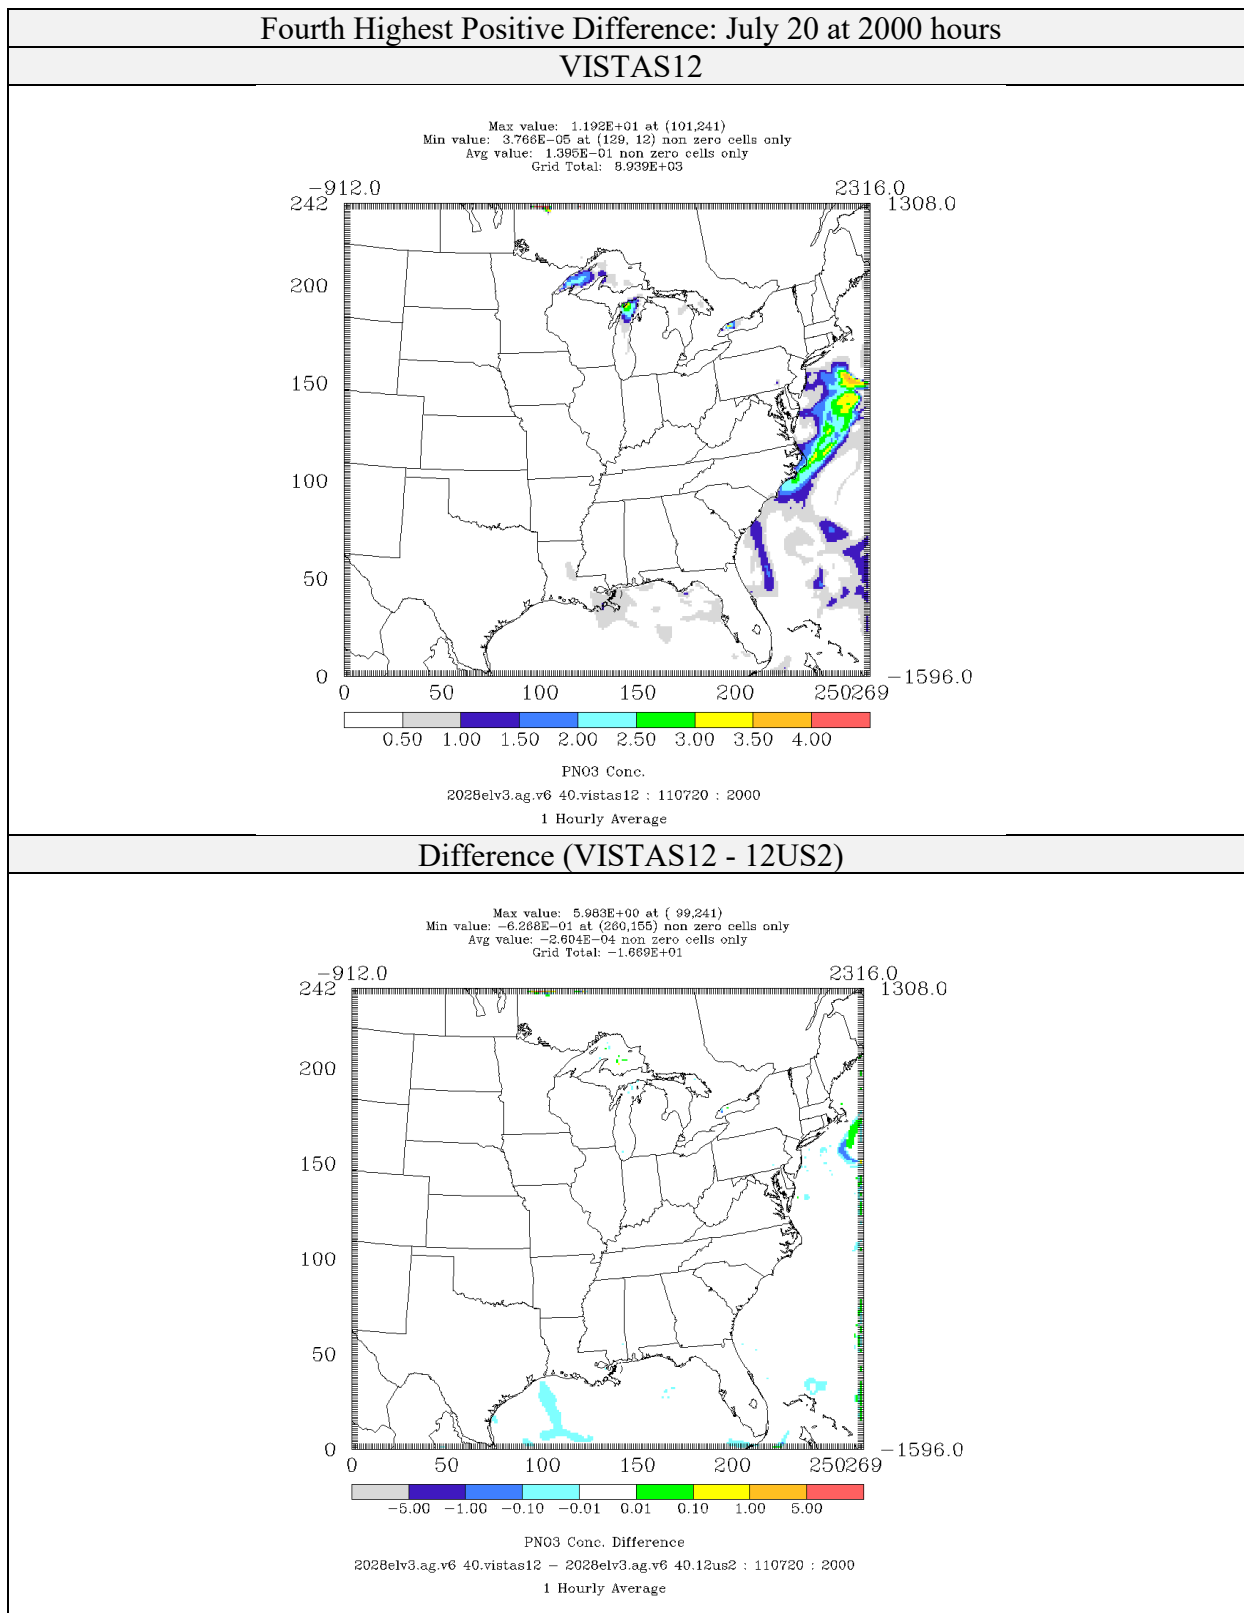 Fourth Highest Positive Difference: July 20 at 2000 hours
VISTAS12
Max value: 1.192E+01 at (101,241)
Min value: 3.766E-05 at (129, 12) non zero cells only
Avg value: 1.395E-01 non zero cells only
Grid Total: 8.939E+03
-912.0 2316.0
242 1308.0
200
150
100
50
0 -1596.0
0 50 100 150 200 250269
0.50 1.00 1.50 2.00 2.50 3.00 3.50 4.00
PNO3 Conc.
2028elv3.ag.v6 40.vistas12 : 110720 : 2000
1 Hourly Average
Difference (VISTAS12 - 12US2)
Max value: 5.983E+00 at ( 99,241)
Min value: -6.268E-01 at (260,155) non zero cells only
Avg value: -2.604E-04 non zero cells only
Grid Total: -1.669E+01
-912.0 2316.0
242 1308.0
200
150
100
50
0 -1596.0
0 50 100 150 200 250269
-5.00 -1.00 -0.10 -0.01 0.01 0.10 1.00 5.00
PNO3 Conc. Difference
2028elv3.ag.v6 40.vistas12 - 2028elv3.ag.v6 40.12us2 : 110720 : 2000
1 Hourly Average